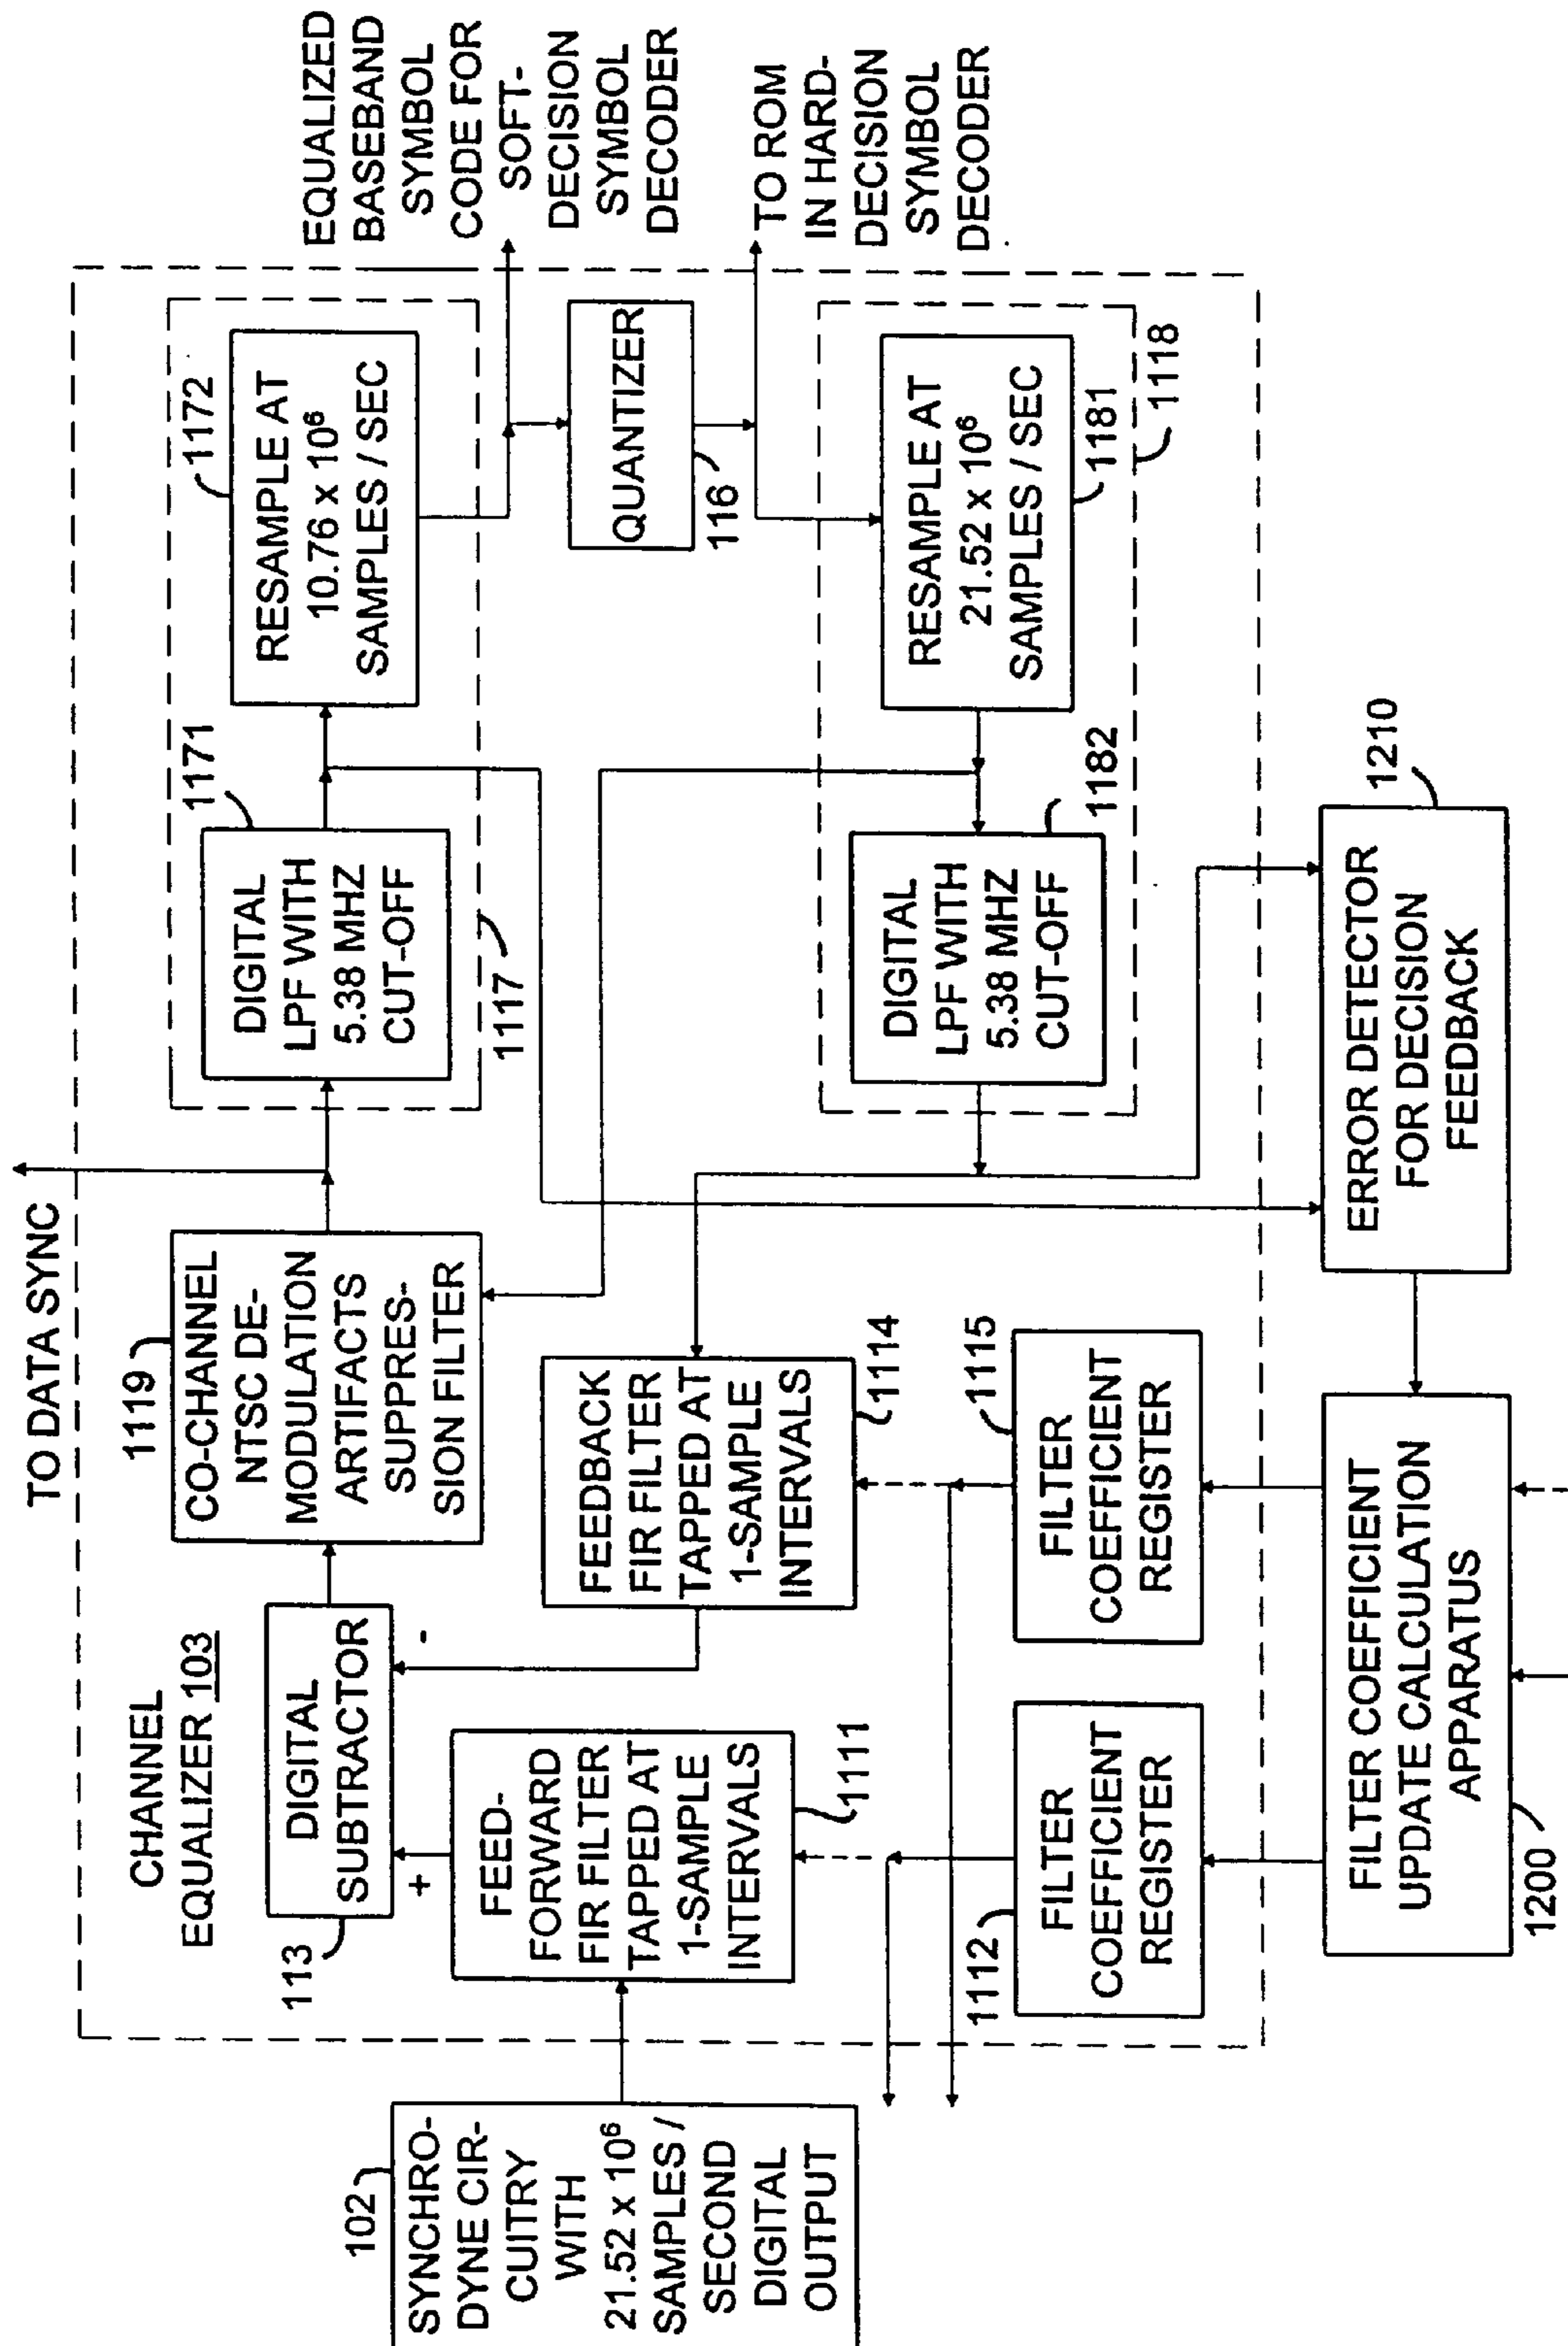 TO DATA SYNC
CHANNEL
EQUALIZER 103
113
DIGITAL
SUBTRACTOR
+
-
1119
CO-CHANNEL
NTSC DE-
MODULATION
ARTIFACTS
SUPPRES-
SION FILTER
1171
DIGITAL
LPF WITH
5.38 MHZ
CUT-OFF
1117
1172
RESAMPLE AT
10.76 x 10⁶
SAMPLES / SEC
EQUALIZED
BASEBAND
SYMBOL
CODE FOR
SOFT-
DECISION
SYMBOL
DECODER
102
SYNCHRO-
DYNE CIR-
CUITRY
WITH
21.52 x 10⁶
SAMPLES /
SECOND
DIGITAL
OUTPUT
FEED-
FORWARD
FIR FILTER
TAPPED AT
1-SAMPLE
INTERVALS
1111
FEEDBACK
FIR FILTER
TAPPED AT
1-SAMPLE
INTERVALS
1114
QUANTIZER
116
TO ROM
IN HARD-
DECISION
SYMBOL
DECODER
DIGITAL
LPF WITH
5.38 MHZ
CUT-OFF
1182
RESAMPLE AT
21.52 x 10⁶
SAMPLES / SEC
1181
1118
1112
FILTER
COEFFICIENT
REGISTER
1115
FILTER
COEFFICIENT
REGISTER
FILTER COEFFICIENT
UPDATE CALCULATION
APPARATUS
1200
ERROR DETECTOR
FOR DECISION
FEEDBACK
1210